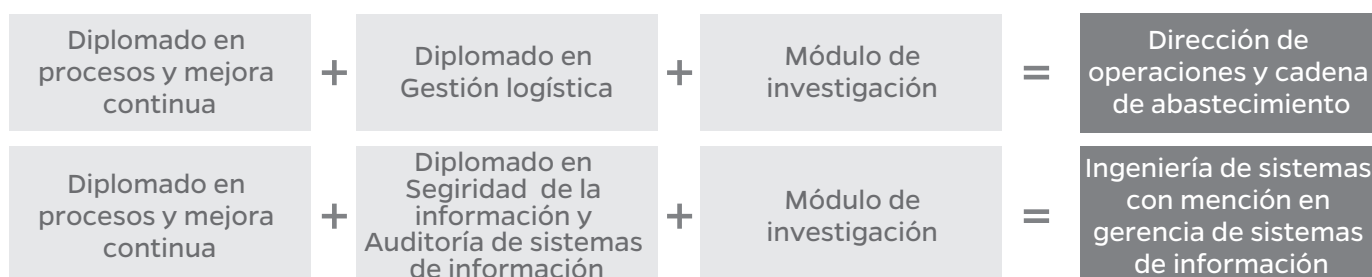 Diplomado en
procesos y mejora
continua
+
Diplomado en
Gestión logística
+
Módulo de
investigación
=
Dirección de
operaciones y cadena
de abastecimiento
Diplomado en
procesos y mejora
continua
+
Diplomado en
Segiridad de la
información y
Auditoría de sistemas
de información
+
Módulo de
investigación
=
Ingeniería de sistemas
con mención en
gerencia de sistemas
de información